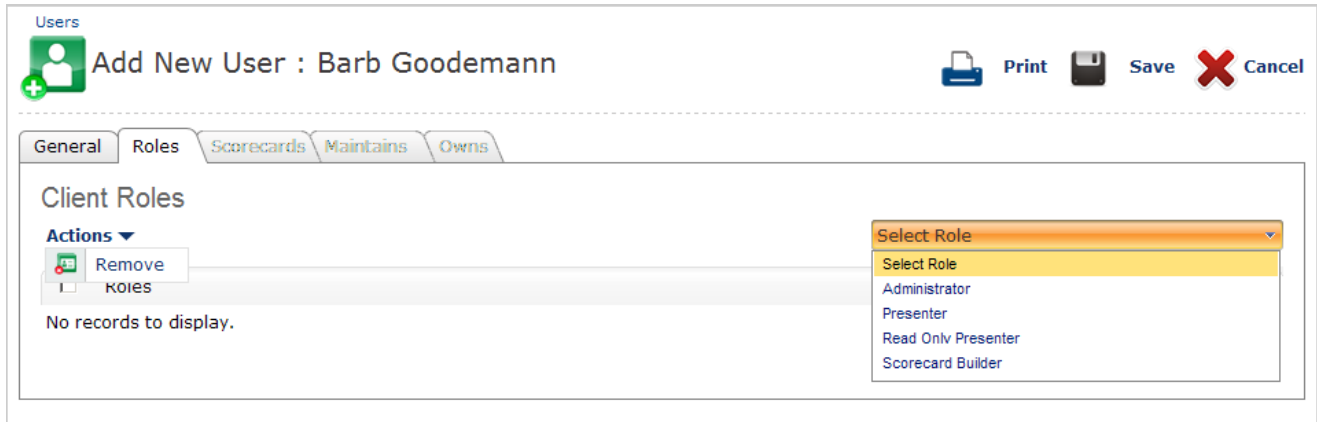 Users
Add New User : Barb Goodemann
Print Save Cancel
General Roles Scorecards Maintains Owns
Client Roles
Actions
Select Role
Remove
Select Role
Roles
Administrator
Presenter
No records to display.
Read Only Presenter
Scorecard Builder